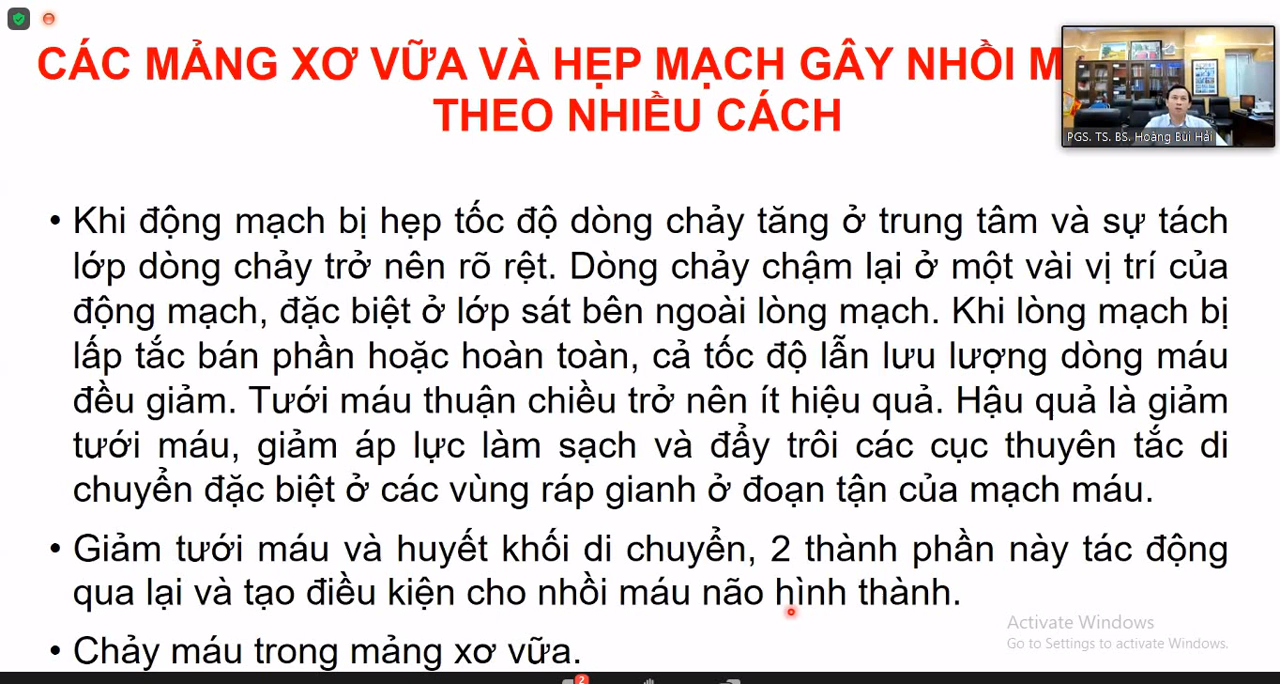 CÁC MẢNG XƠ VỮA VÀ HẸP MẠCH GÂY NHỒI
THEO NHIỀU CÁCH
PGS. TS. BS. Hoàng Bùi Hải
• Khi động mạch bị hẹp tốc độ dòng chảy tăng ở trung tâm và sự tách
lớp dòng chảy trở nên rõ rệt. Dòng chảy chậm lại ở một vài vị trí của
động mạch, đặc biệt ở lớp sát bên ngoài lòng mạch. Khi lòng mạch bị
lấp tắc bán phần hoặc hoàn toàn, cả tốc độ lẫn lưu lượng dòng máu
đều giảm. Tưới máu thuận chiều trở nên ít hiệu quả. Hậu quả là giảm
tưới máu, giảm áp lực làm sạch và đẩy trôi các cục thuyên tắc di
chuyển đặc biệt ở các vùng ráp gianh ở đoạn tận của mạch máu.
• Giảm tưới máu và huyết khối di chuyển, 2 thành phần này tác động
qua lại và tạo điều kiện cho nhồi máu não hình thành.
• Chảy máu trong mảng xơ vữa.
Activate Windows
Go to Settings to activate Windows.
2